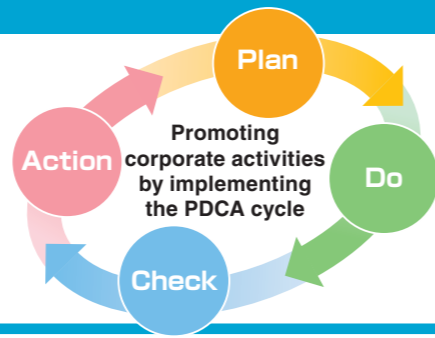 Plan
Action
Promoting
corporate activities
by implementing
the PDCA cycle
Do
Check